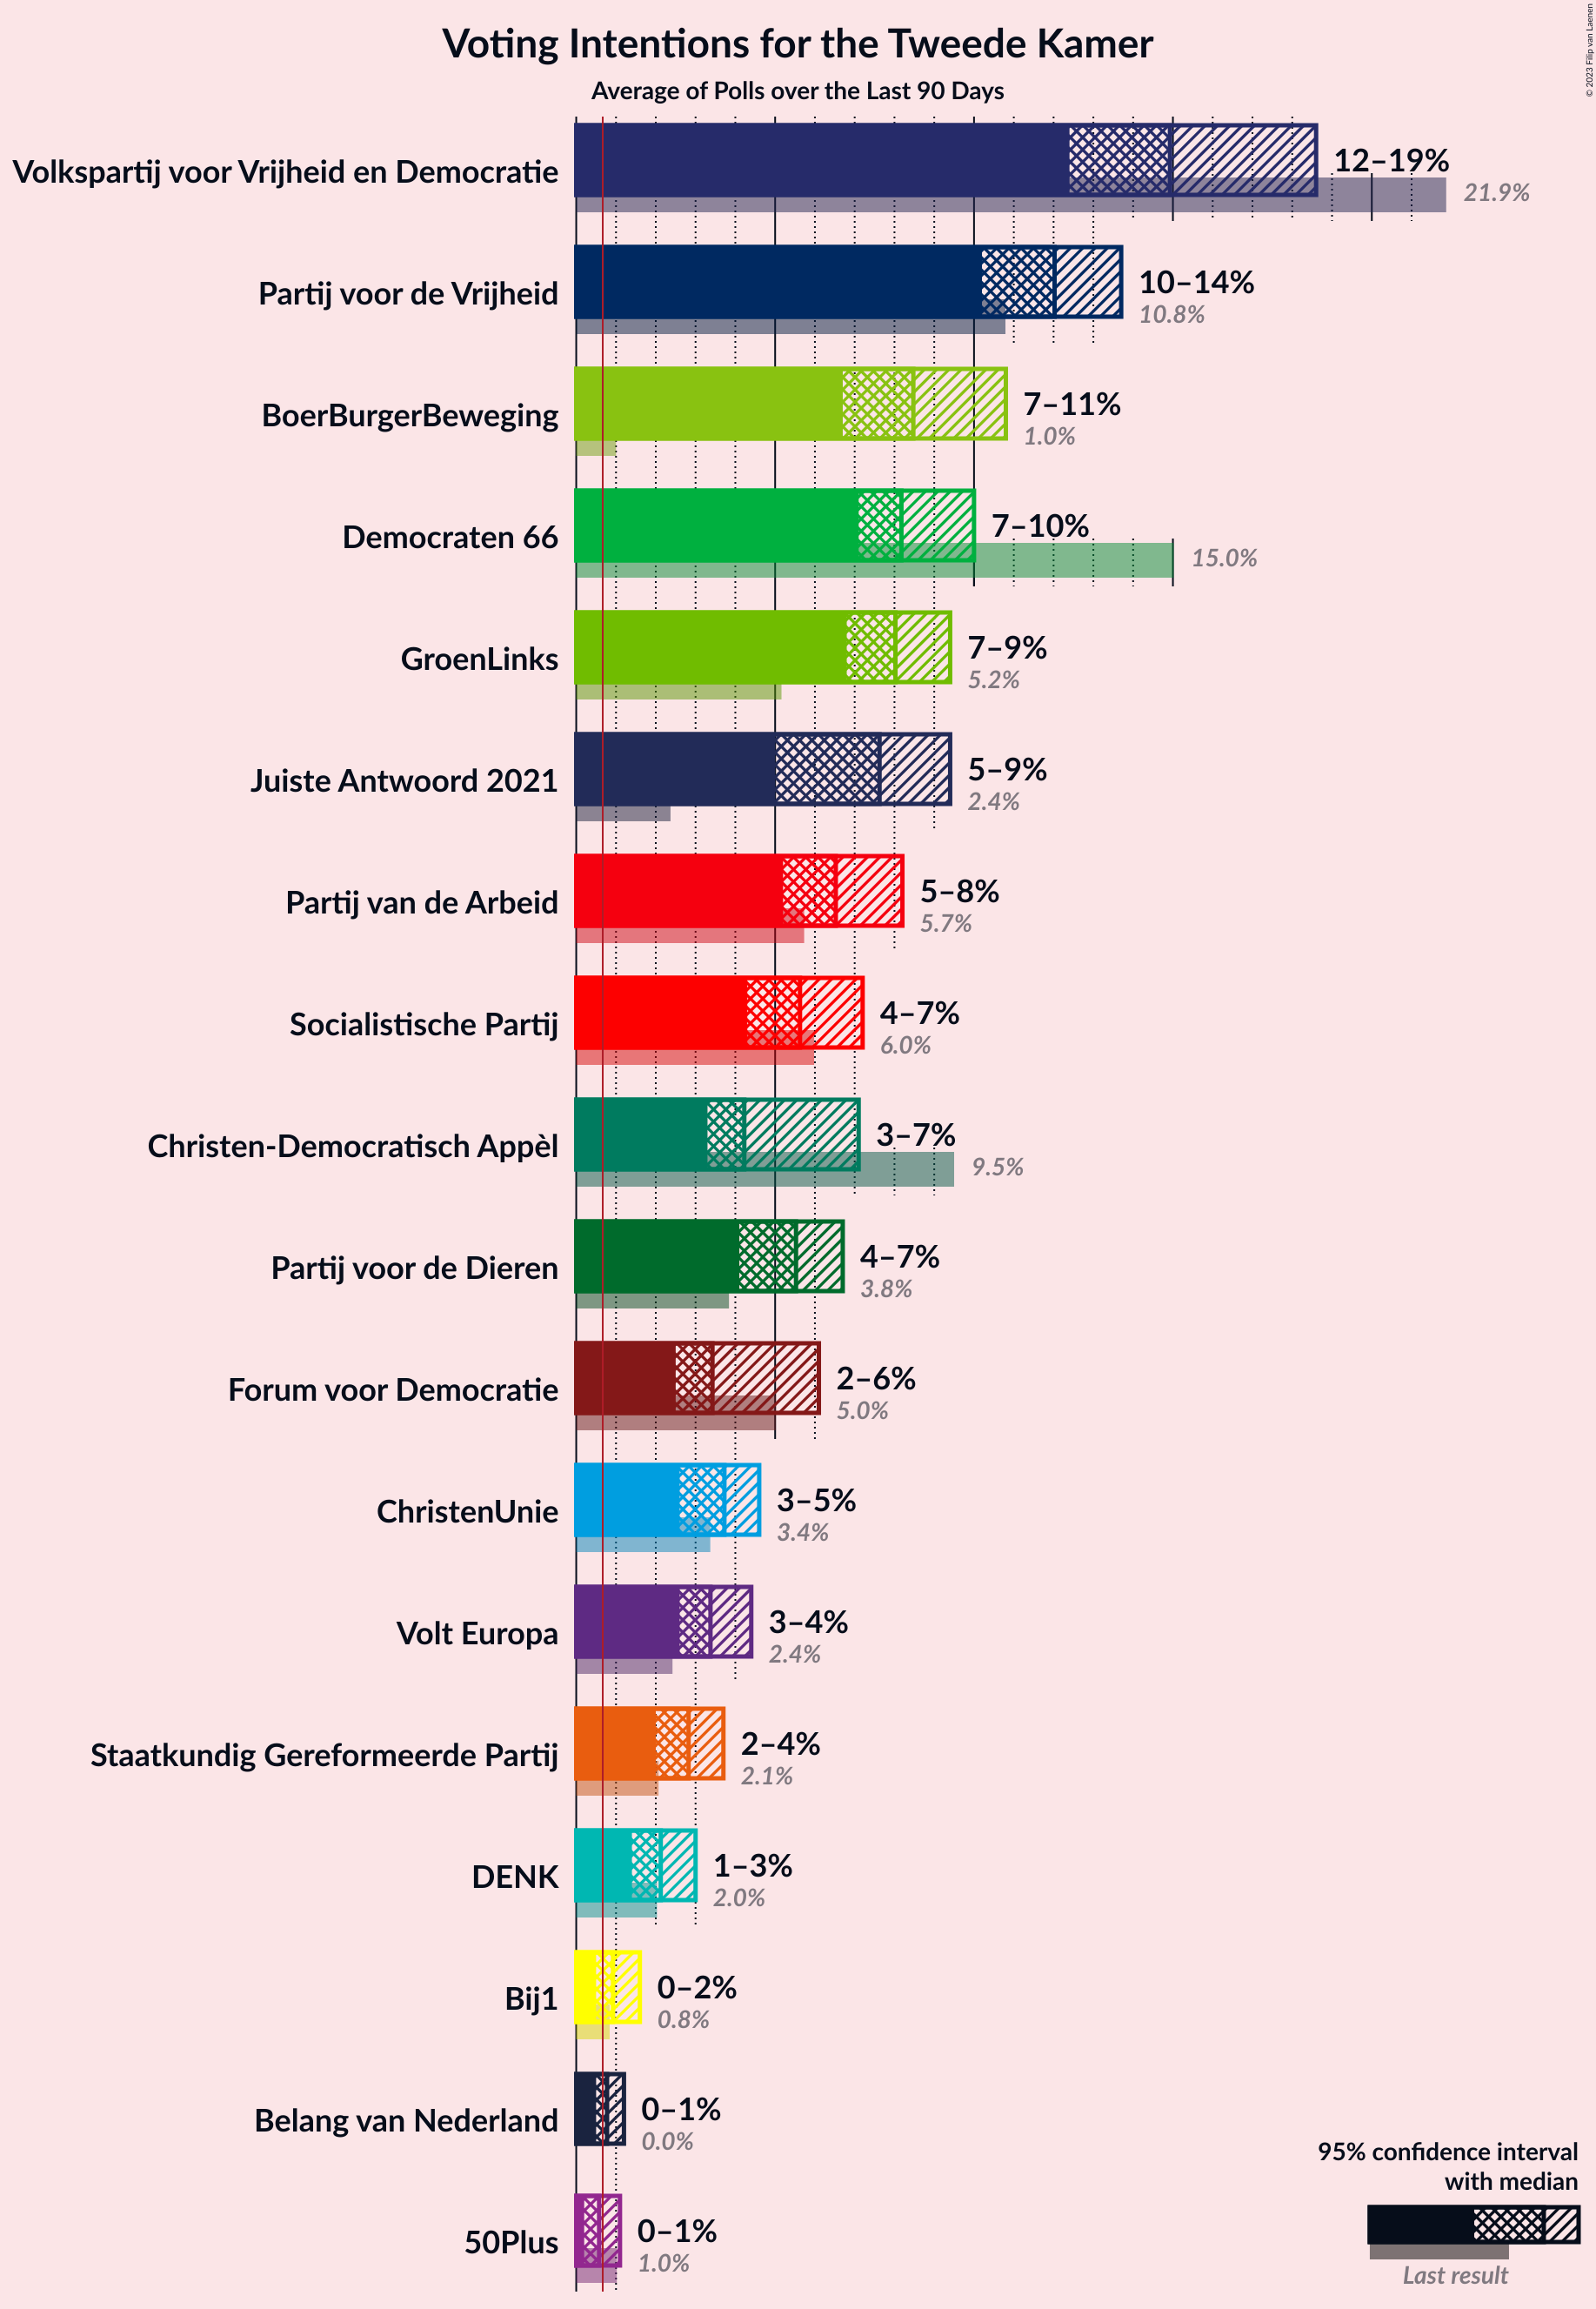 Voting Intentions for the Tweede Kamer
Average of Polls over the Last 90 Days
© 2023 Filip van Laenen
Volkspartij voor Vrijheid en Democratie
12–19%
21.9%
Partij voor de Vrijheid
10–14%
10.8%
BoerBurgerBeweging
7–11%
1.0%
Democraten 66
7–10%
15.0%
GroenLinks
7–9%
5.2%
Juiste Antwoord 2021
5–9%
2.4%
Partij van de Arbeid
5–8%
5.7%
Socialistische Partij
4–7%
6.0%
Christen-Democratisch Appèl
3–7%
9.5%
Partij voor de Dieren
4–7%
3.8%
Forum voor Democratie
2–6%
5.0%
ChristenUnie
3–5%
3.4%
Volt Europa
3–4%
2.4%
Staatkundig Gereformeerde Partij
2–4%
2.1%
DENK
1–3%
2.0%
Bij1
0–2%
0.8%
Belang van Nederland
0–1%
0.0%
50Plus
0–1%
1.0%
95% confidence interval
with median
Last result